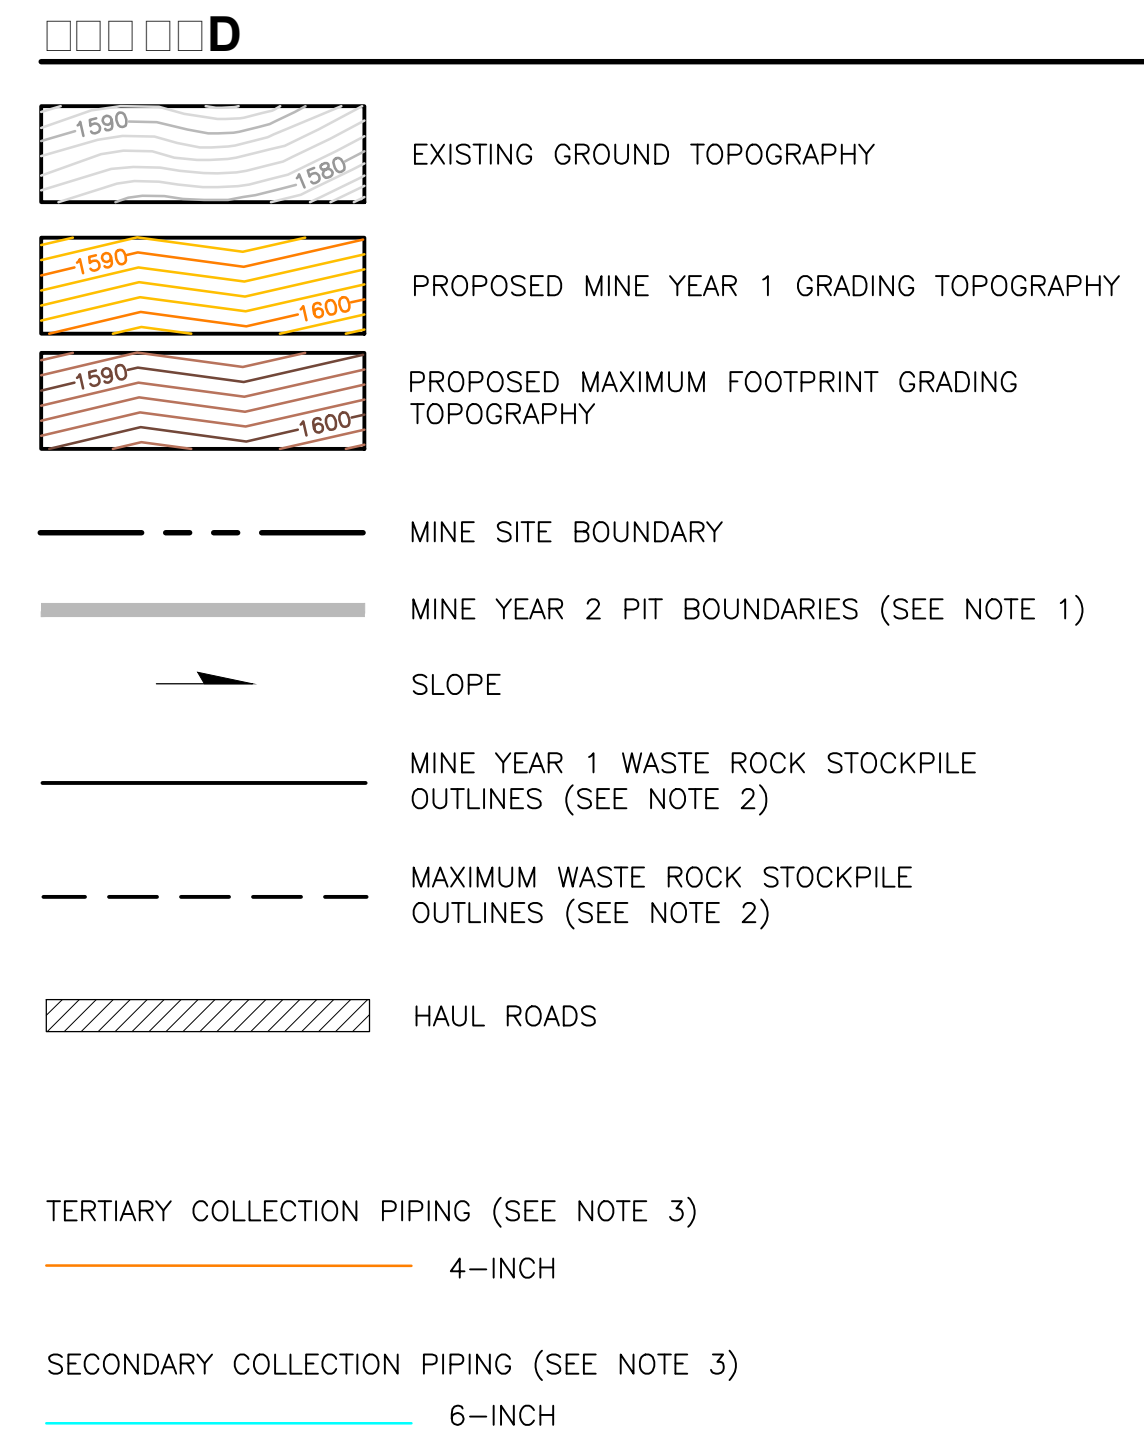 □□□ □□D
1590
1580
EXISTING GROUND TOPOGRAPHY
1590
1600
PROPOSED MINE YEAR 1 GRADING TOPOGRAPHY
1590
1600
PROPOSED MAXIMUM FOOTPRINT GRADING
TOPOGRAPHY
MINE SITE BOUNDARY
MINE YEAR 2 PIT BOUNDARIES (SEE NOTE 1)
SLOPE
MINE YEAR 1 WASTE ROCK STOCKPILE
OUTLINES (SEE NOTE 2)
MAXIMUM WASTE ROCK STOCKPILE
OUTLINES (SEE NOTE 2)
HAUL ROADS
TERTIARY COLLECTION PIPING (SEE NOTE 3)
4-INCH
SECONDARY COLLECTION PIPING (SEE NOTE 3)
6-INCH